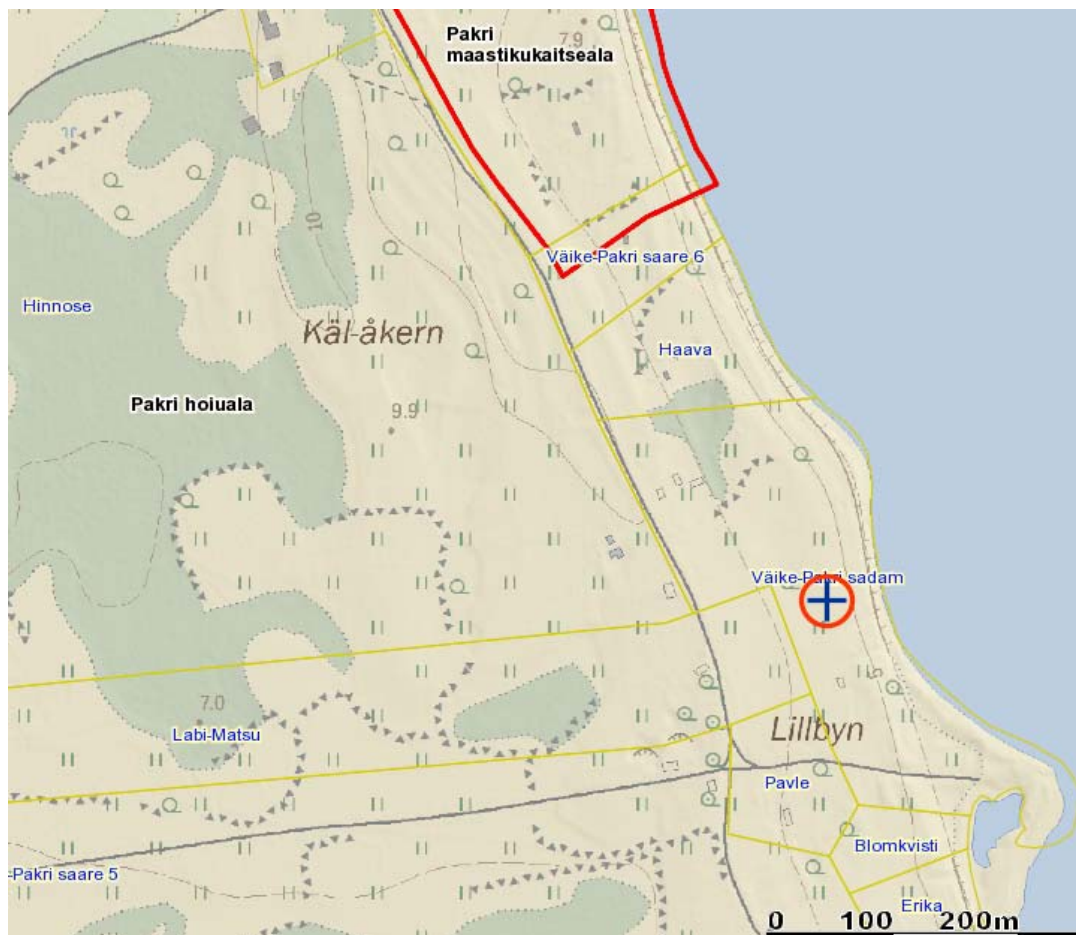 Pakri
maastikukaitseala
7.9
10
Väike-Pakri saare 6
Hinnose
Käl-åkern
Haava
Pakri hoiuala
9.9
Väike-Pakri sadam
7.0
Labi-Matsu
Lillbyn
Pavle
Blomkvisti
-Pakri saare 5
Erika
0 100 200m